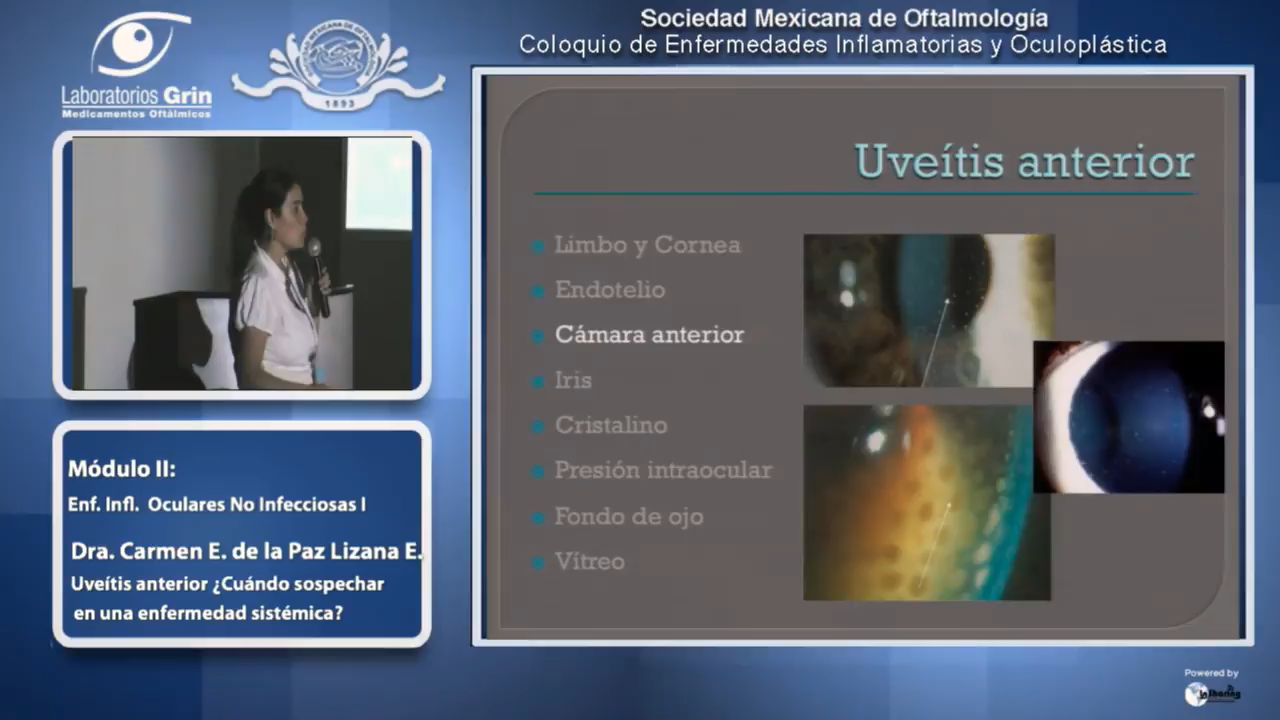 Sociedad Mexicana de Oftalmología
Coloquio de Enfermedades Inflamatorias y Oculoplástica
Laboratorios Grin
Medicamentos Oftálmicos
1893
Uveítis anterior
Limbo y Cornea
Endotelio
Cámara anterior
Iris
Cristalino
Presión intraocular
Fondo de ojo
Vítreo
Módulo II:
Enf. Infl. Oculares No Infecciosas I
Dra. Carmen E. de la Paz Lizana E.
Uveítis anterior ¿Cuándo sospechar
en una enfermedad sistémica?
Powered by